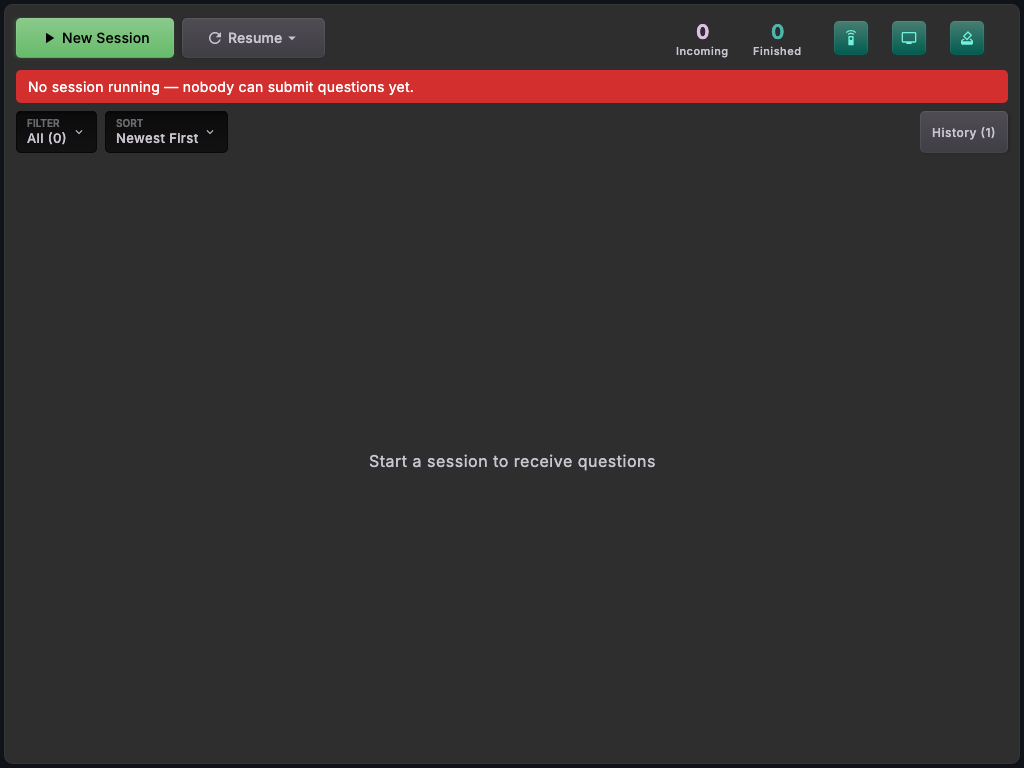 New Session
Resume
0
Incoming
0
Finished
No session running — nobody can submit questions yet.
FILTER
All (0)
SORT
Newest First
History (1)
Start a session to receive questions